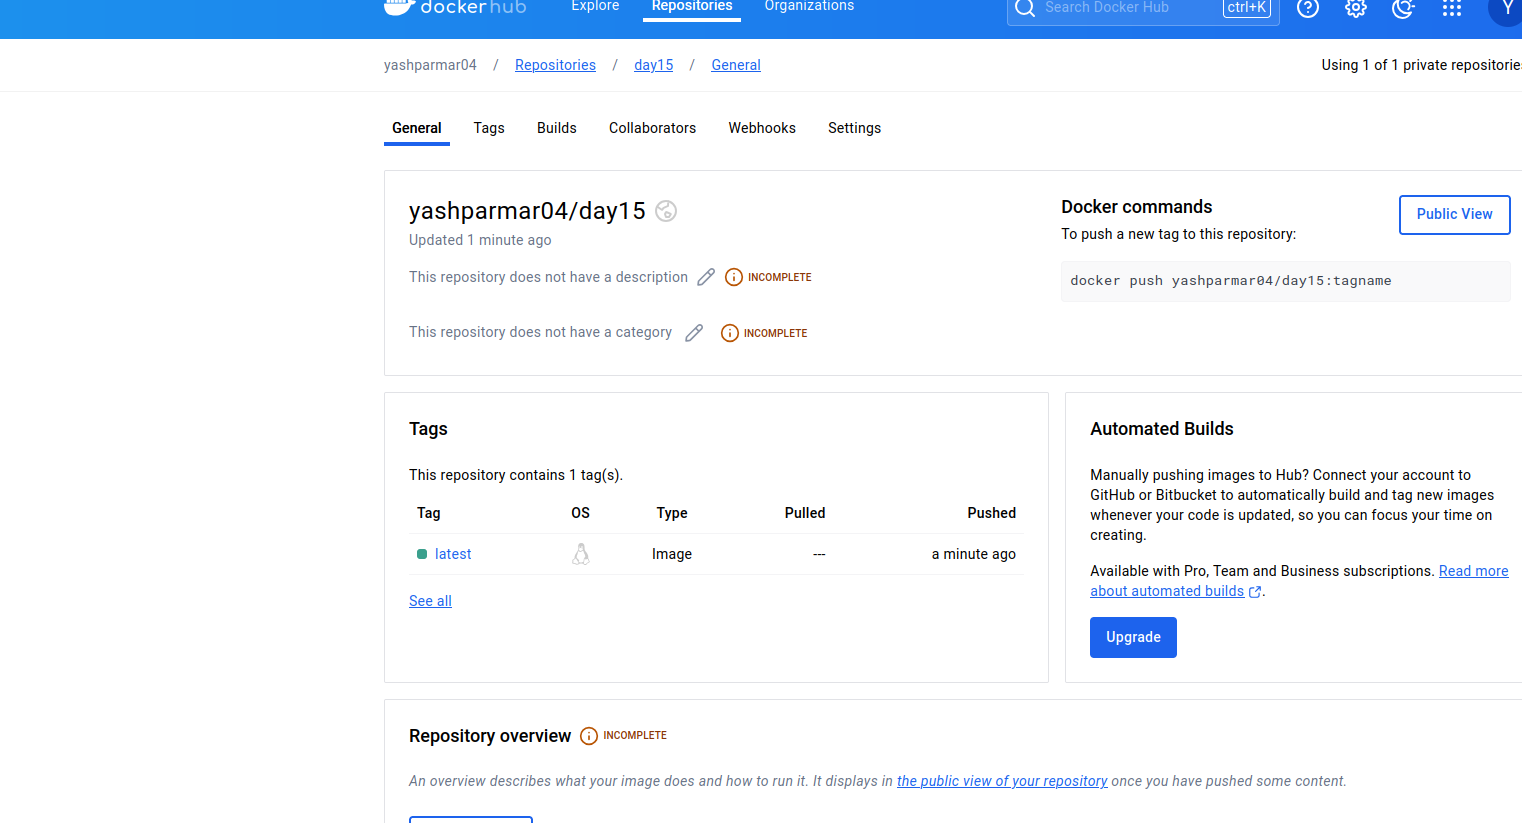 dockerhub Explore Repositories Organizations Search Docker Hub ctrl+K Y
yashparmar04 / Repositories / day15 / General Using 1 of 1 private repositories
General Tags Builds Collaborators Webhooks Settings
yashparmar04/day15
Updated 1 minute ago
This repository does not have a description INCOMPLETE
This repository does not have a category INCOMPLETE
Docker commands
To push a new tag to this repository:
Public View
docker push yashparmar04/day15:tagname
Tags
This repository contains 1 tag(s).
Tag OS Type Pulled Pushed
latest Image --- a minute ago
See all
Automated Builds
Manually pushing images to Hub? Connect your account to
GitHub or Bitbucket to automatically build and tag new images
whenever your code is updated, so you can focus your time on
creating.
Available with Pro, Team and Business subscriptions. Read more
about automated builds .
Upgrade
Repository overview INCOMPLETE
An overview describes what your image does and how to run it. It displays in the public view of your repository once you have pushed some content.